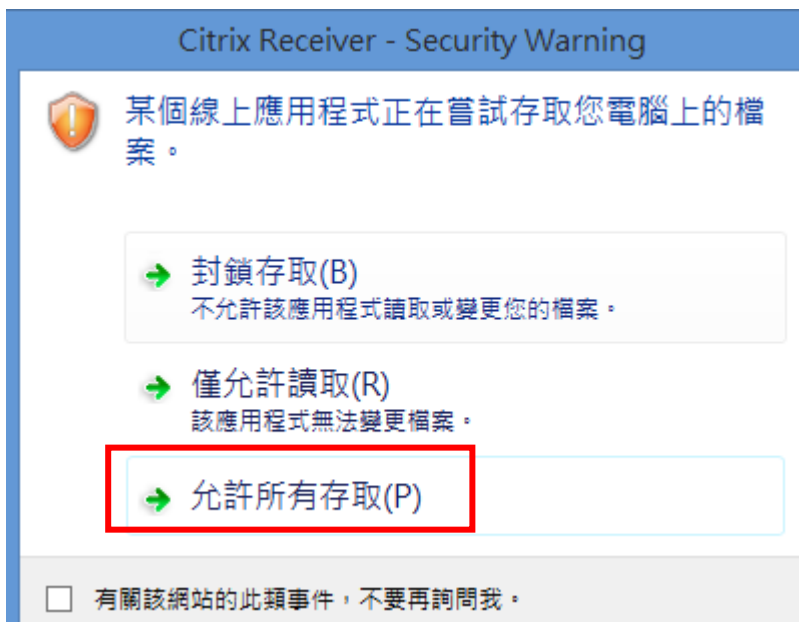 Citrix Receiver - Security Warning
某個線上應用程式正在嘗試存取您電腦上的檔
案。
封鎖存取(B)
不允許該應用程式讀取或變更您的檔案。
僅允許讀取(R)
該應用程式無法變更檔案。
允許所有存取(P)
有關該網站的此類事件，不要再詢問我。